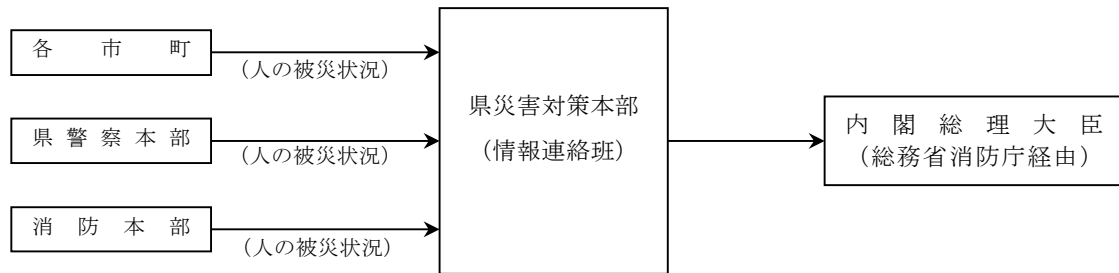 各市町
(人の被災状況)
県警察本部
(人の被災状況)
消防本部
(人の被災状況)
県災害対策本部
(情報連絡班)
内閣総理大臣
(総務省消防庁経由)